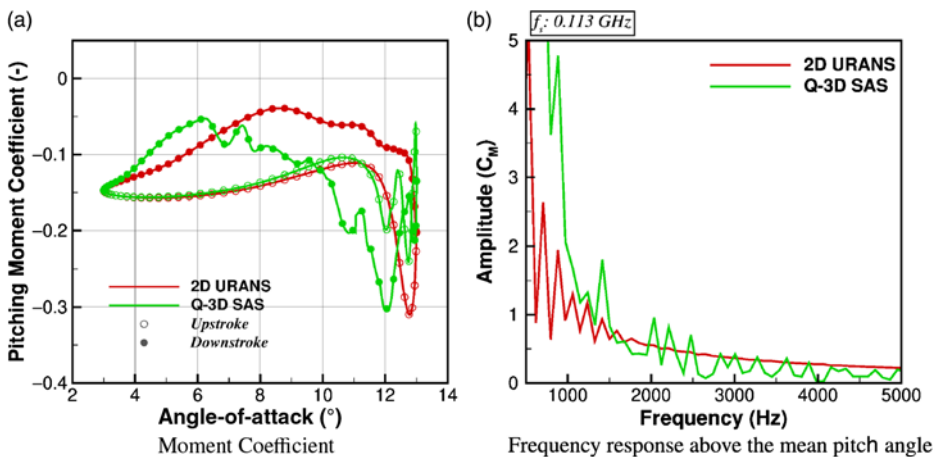 (a)
Pitching Moment Coefficient (-)
0
−0.1
−0.2
−0.3
−0.4
2D URANS
Q-3D SAS
Upstroke
Downstroke
2 4 6 8 10 12 14
Angle-of-attack (°)
Moment Coefficient
(b)
fs: 0.113 GHz
Amplitude (CM)
5
4
3
2
1
0
2D URANS
Q-3D SAS
1000 2000 3000 4000 5000
Frequency (Hz)
Frequency response above the mean pitch angle